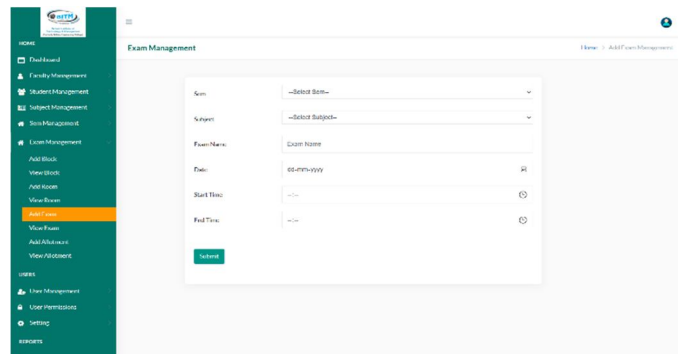 HOME
Dashboard
Faculty Management
Student Management
Subject Management
Sem Management
Exam Management
Add Block
View Block
Add Room
View Room
Add Exam
View Exam
Add Allotment
View Allotment
USERS
User Management
User Permissions
Setting
REPORTS
Exam Management
Home / Add Exam Management
Sem
--Select Sem--
Subject
--Select Subject--
Exam Name
Exam Name
Date
dd-mm-yyyy
Start Time
--:--
End Time
--:--
Submit